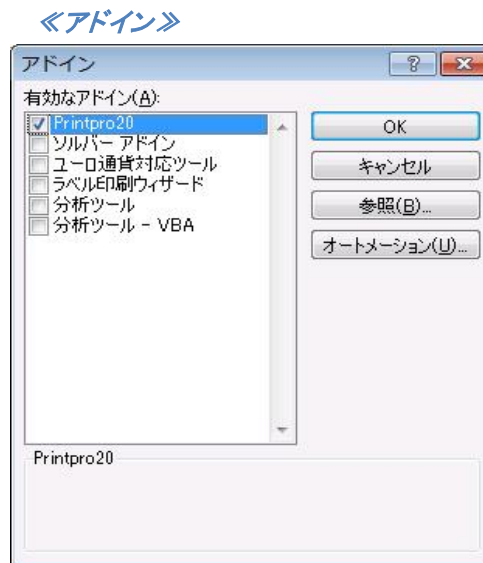 ≪アドイン≫
アドイン
有効なアドイン(A):
Printpro20
ソルバー アドイン
ユーロ通貨対応ツール
ラベル印刷ウィザード
分析ツール
分析ツール - VBA
OK
キャンセル
参照(B)...
オートメーション(U)...
Printpro20